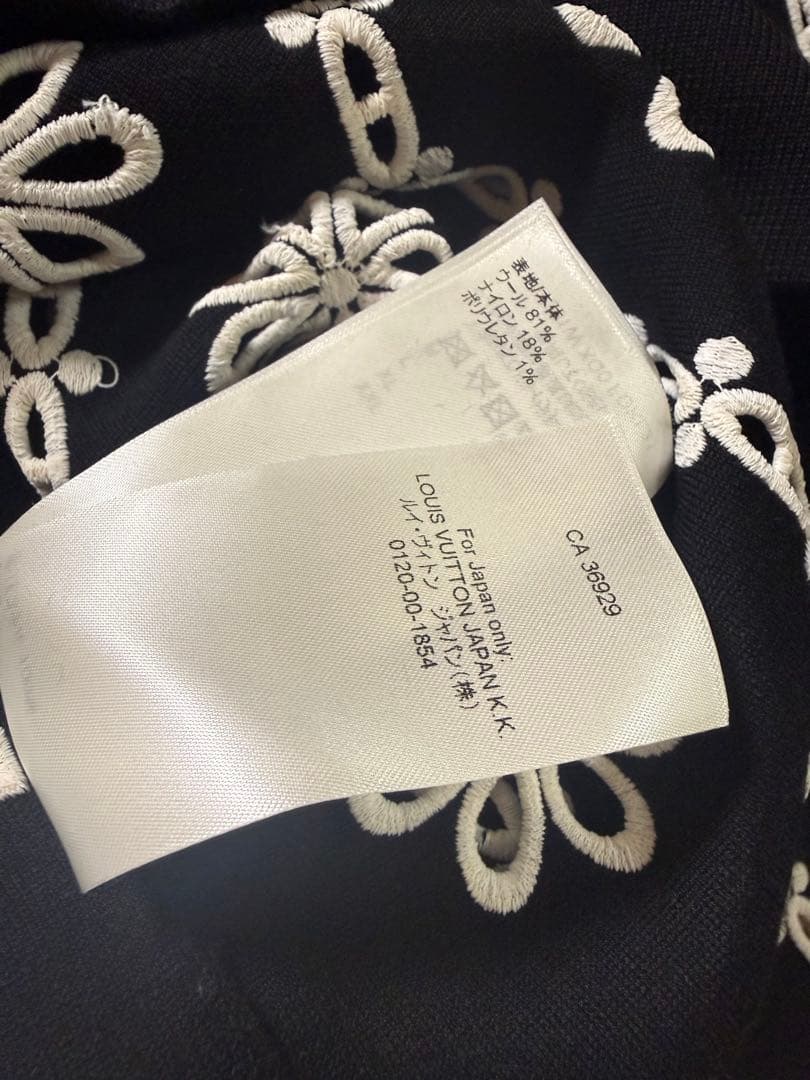 表地/本体
ウール 81%
ナイロン 18%
ポリウレタン 1%
CA 36929
For Japan only:
LOUIS VUITTON JAPAN K.K.
ルイ・ヴィトン ジャパン(株)
0120-00-1854